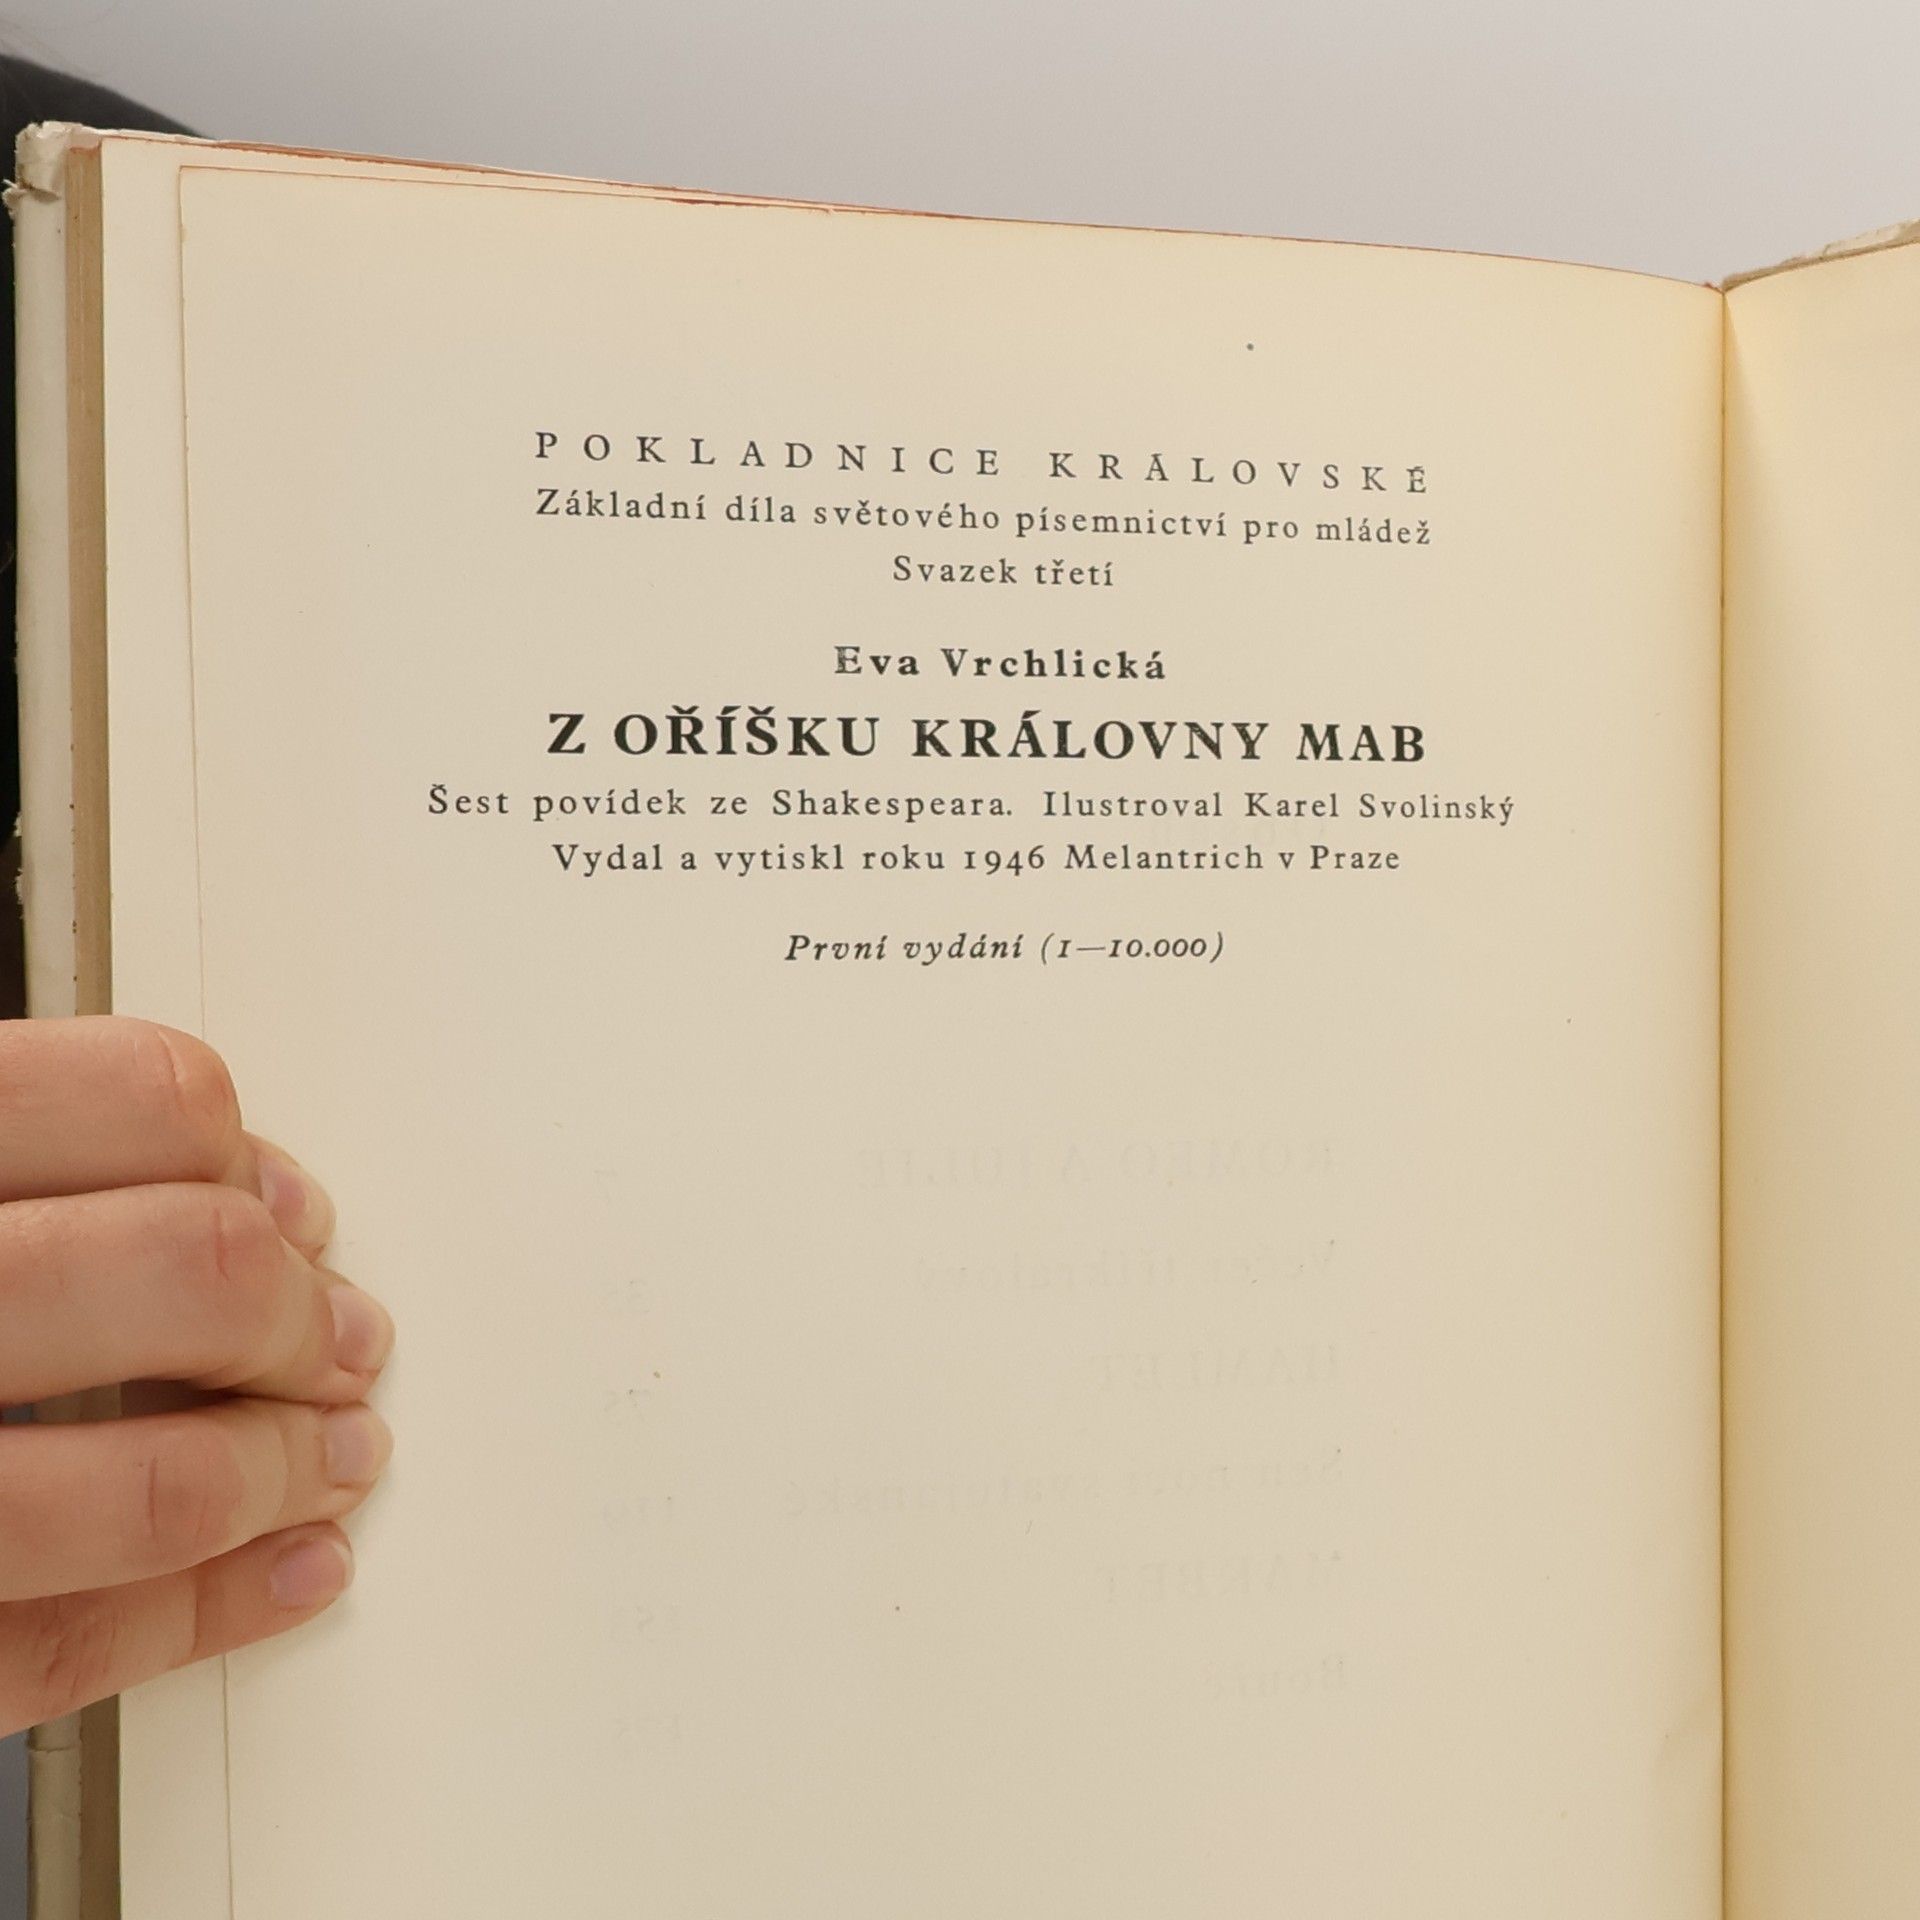 POKLADNICE KRÁLOVSKÉ
Základní díla světového písemnictví pro mládež
Svazek třetí
Eva Vrchlická
Z OŘÍŠKU KRÁLOVNY MAB
Šest povídek ze Shakespeara. Ilustroval Karel Svolinský
Vydal a vytiskl roku 1946 Melantrich v Praze
První vydání (1—10.000)